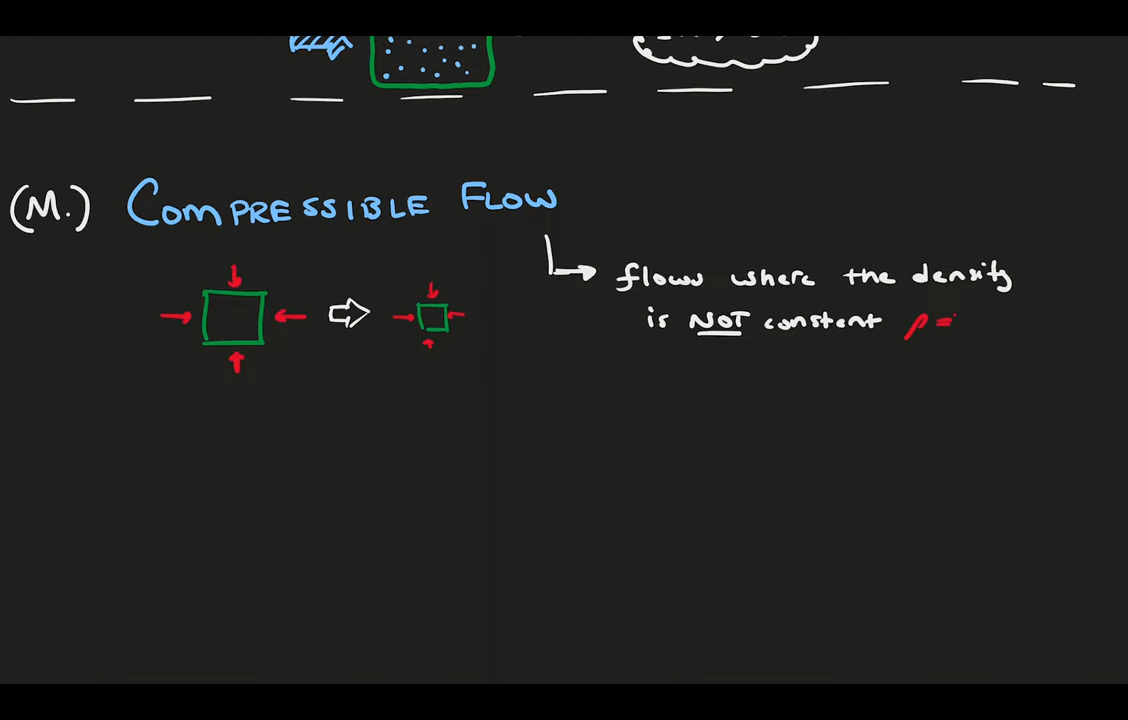 (M.) COMPRESSIBLE FLOW
flows where the density
is NOT constant ρ =